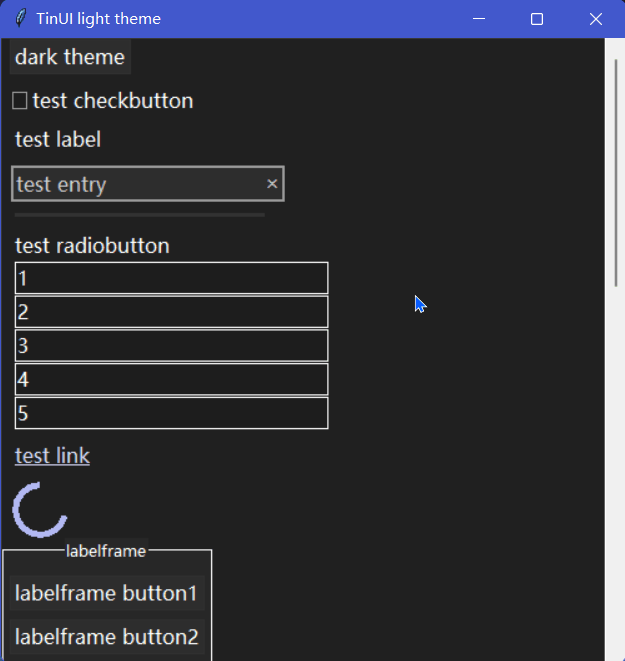 TinUI light theme
dark theme
test checkbutton
test label
test entry
test radiobutton
1
2
3
4
5
test link
labelframe
labelframe button1
labelframe button2